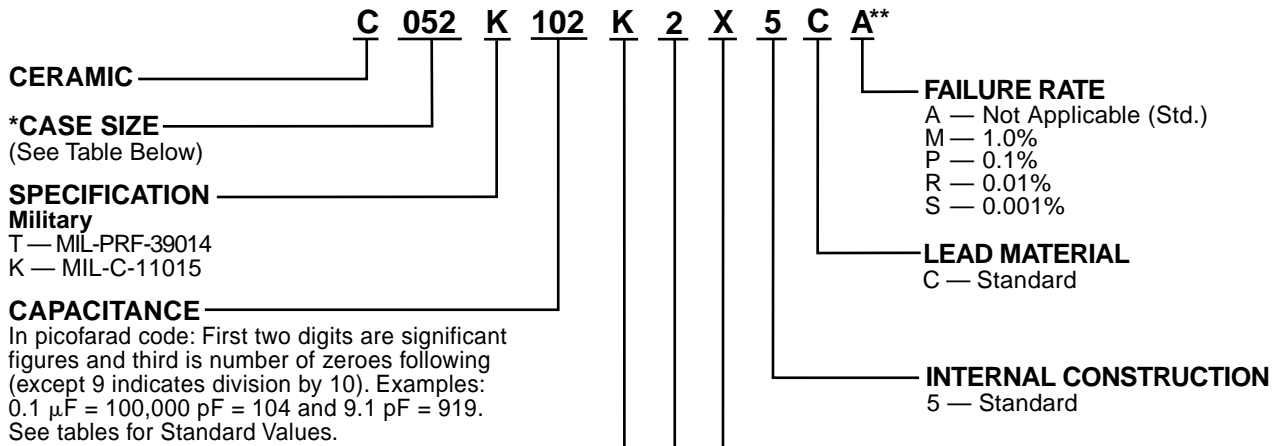 C 052 K 102 K 2 X 5 C A**
CERAMIC
*CASE SIZE
(See Table Below)
SPECIFICATION
Military
T — MIL-PRF-39014
K — MIL-C-11015
CAPACITANCE
In picofarad code: First two digits are significant
figures and third is number of zeroes following
(except 9 indicates division by 10). Examples:
0.1 μF = 100,000 pF = 104 and 9.1 pF = 919.
See tables for Standard Values.
FAILURE RATE
A — Not Applicable (Std.)
M — 1.0%
P — 0.1%
R — 0.01%
S — 0.001%
LEAD MATERIAL
C — Standard
INTERNAL CONSTRUCTION
5 — Standard